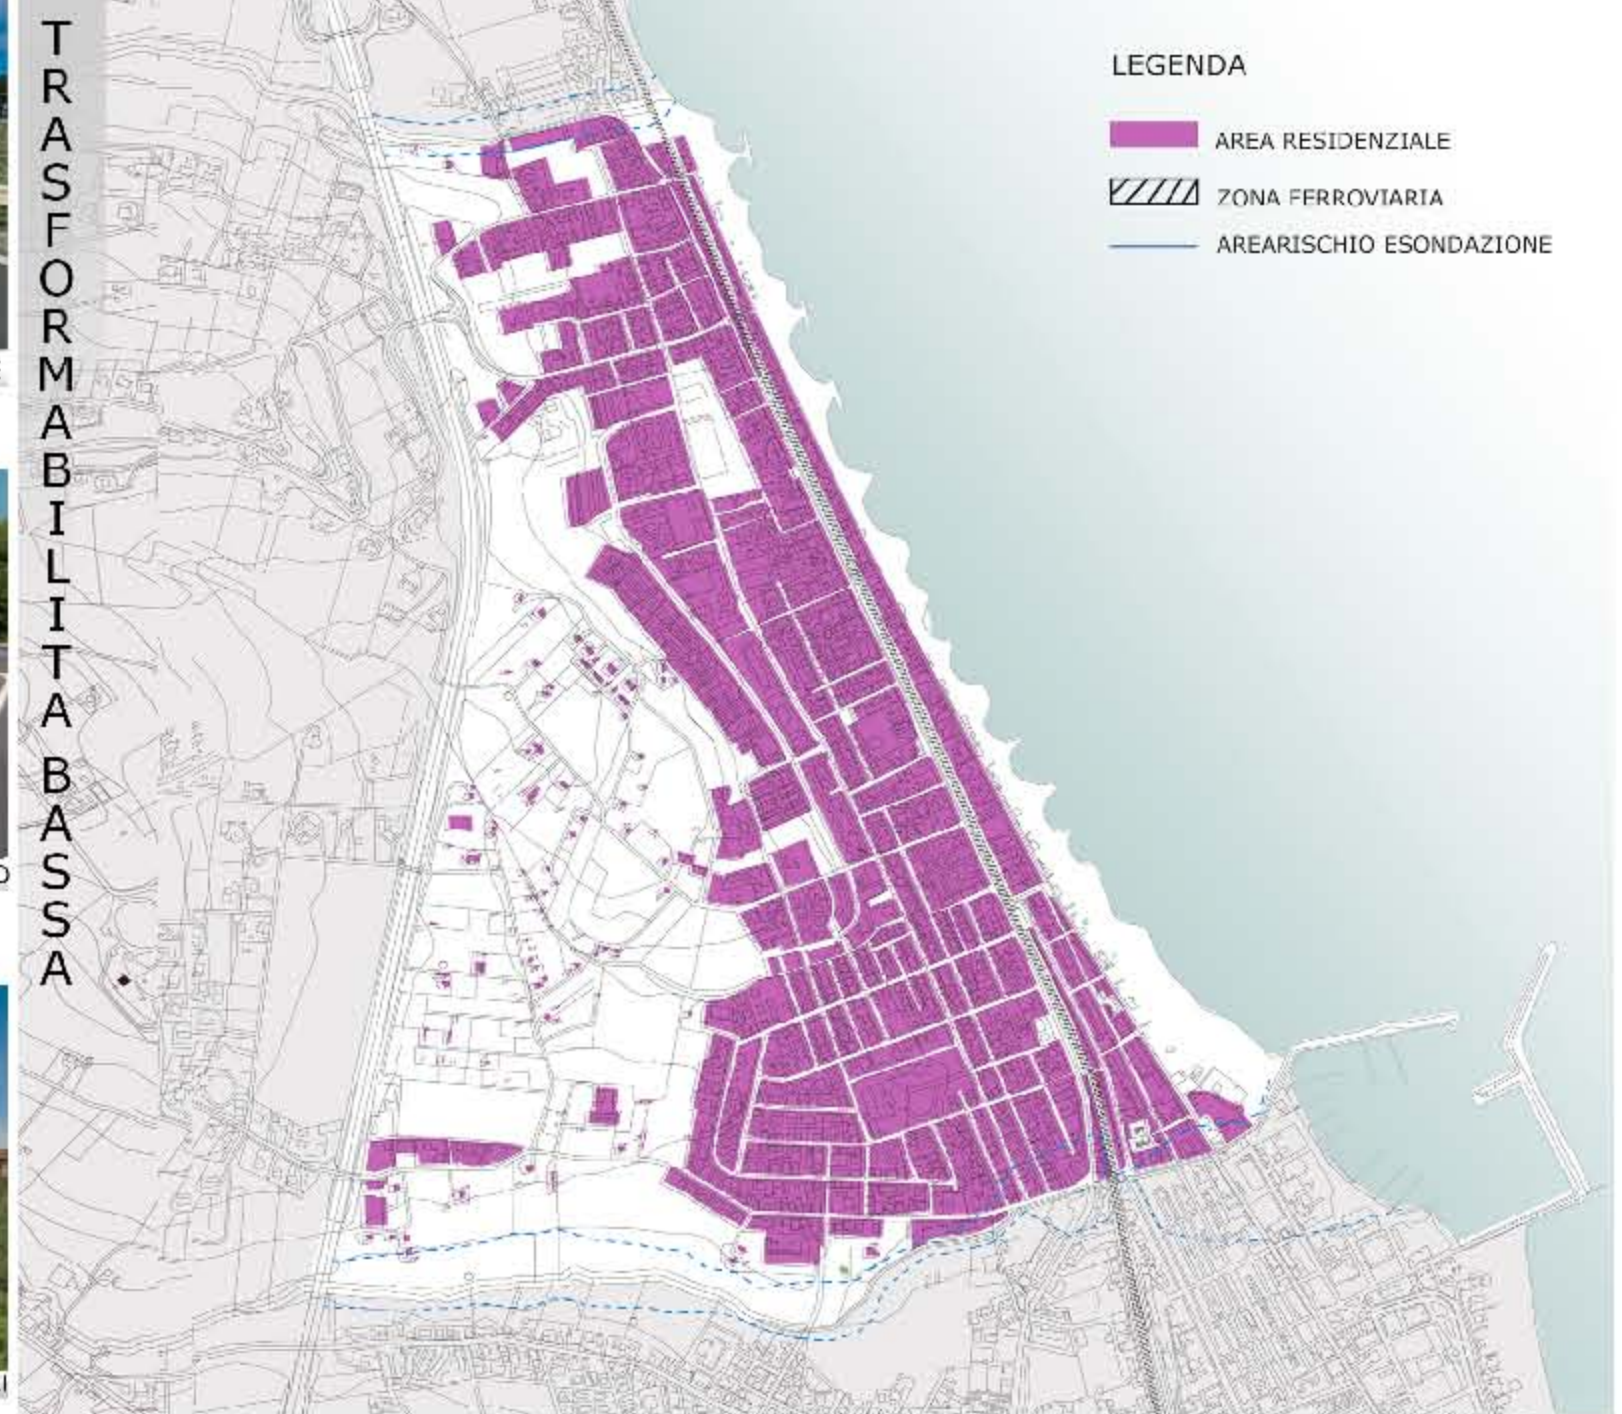 TRASFORMABILITA BASSA
LEGENDA
AREA RESIDENZIALE
ZONA FERROVIARIA
AREARISCHIO ESONDAZIONE